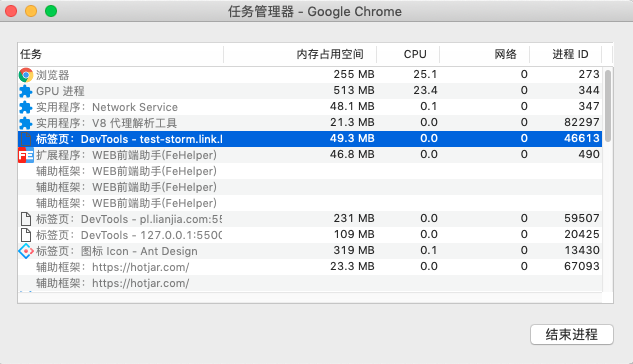 任务管理器 - Google Chrome
任务 内存占用空间 CPU 网络 进程 ID
浏览器 255 MB 25.1 0 273
GPU 进程 513 MB 23.4 0 344
实用程序：Network Service 48.1 MB 0.1 0 347
实用程序：V8 代理解析工具 21.3 MB 0.0 0 82297
标签页：DevTools - test-storm.link.l 49.3 MB 0.0 0 46613
扩展程序：WEB前端助手(FeHelper) 46.8 MB 0.0 0 490
辅助框架：WEB前端助手(FeHelper)
辅助框架：WEB前端助手(FeHelper)
辅助框架：WEB前端助手(FeHelper)
标签页：DevTools - pl.lianjia.com:55 231 MB 0.0 0 59507
标签页：DevTools - 127.0.0.1:5500 109 MB 0.0 0 20425
标签页：图标 Icon - Ant Design 319 MB 0.1 0 13430
辅助框架：https://hotjar.com/ 23.3 MB 0.0 0 67093
辅助框架：https://hotjar.com/
结束进程